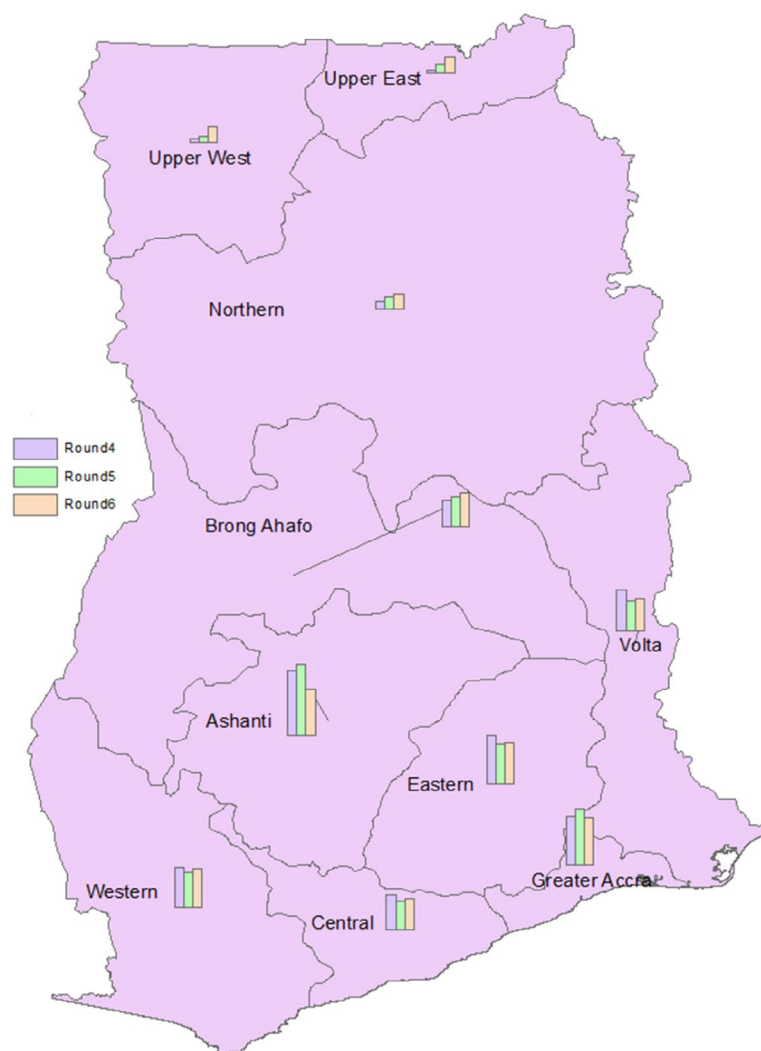 Upper East
Upper West
Northern
Round4
Round5
Round6
Brong Ahafo
Volta
Ashanti
Eastern
Greater Accra
Western
Central